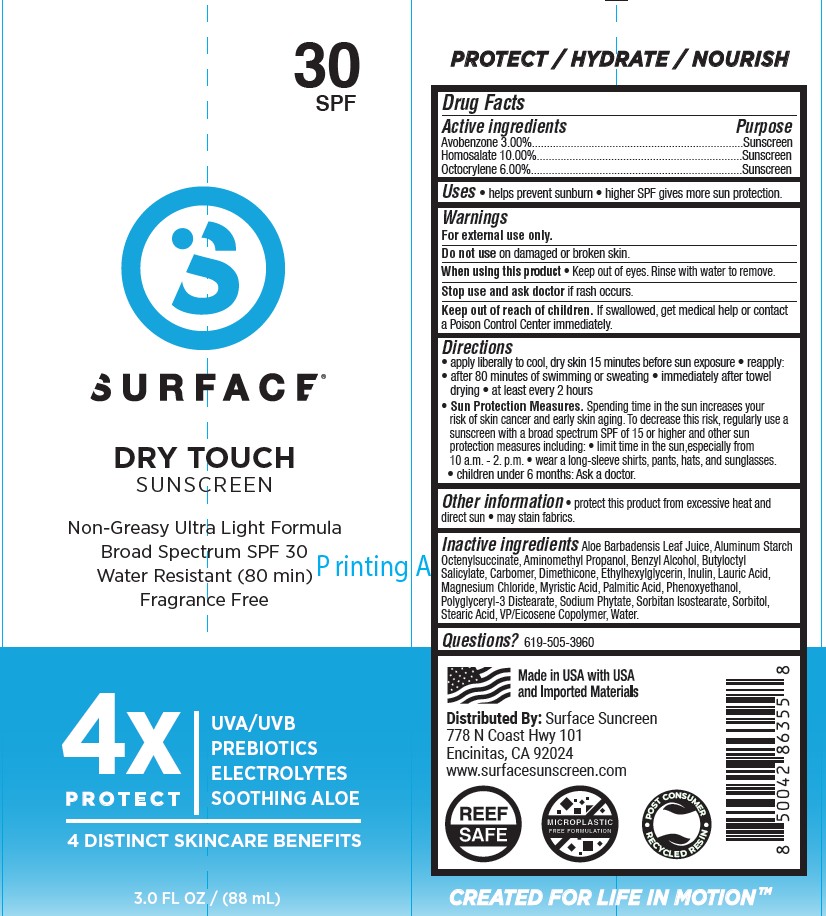 30
SPF
SURFACE®
DRY TOUCH
SUNSCREEN
Non-Greasy Ultra Light Formula
Broad Spectrum SPF 30
Water Resistant (80 min)
Fragrance Free
Printing A
4X
PROTECT
UVA/UVB
PREBIOTICS
ELECTROLYTES
SOOTHING ALOE
4 DISTINCT SKINCARE BENEFITS
3.0 FL OZ / (88 mL)
PROTECT / HYDRATE / NOURISH
Drug Facts
Active ingredients Purpose
Avobenzone 3.00%....................Sunscreen
Homosalate 10.00%....................Sunscreen
Octocrylene 6.00%....................Sunscreen
Uses • helps prevent sunburn • higher SPF gives more sun protection.
Warnings
For external use only.
Do not use on damaged or broken skin.
When using this product • Keep out of eyes. Rinse with water to remove.
Stop use and ask doctor if rash occurs.
Keep out of reach of children. If swallowed, get medical help or contact
a Poison Control Center immediately.
Directions
• apply liberally to cool, dry skin 15 minutes before sun exposure • reapply:
• after 80 minutes of swimming or sweating • immediately after towel
drying • at least every 2 hours
• Sun Protection Measures. Spending time in the sun increases your
risk of skin cancer and early skin aging. To decrease this risk, regularly use a
sunscreen with a broad spectrum SPF of 15 or higher and other sun
protection measures including: • limit time in the sun,especially from
10 a.m. - 2. p.m. • wear a long-sleeve shirts, pants, hats, and sunglasses.
• children under 6 months: Ask a doctor.
Other information • protect this product from excessive heat and
direct sun • may stain fabrics.
Inactive ingredients Aloe Barbadensis Leaf Juice, Aluminum Starch
Octenylsuccinate, Aminomethyl Propanol, Benzyl Alcohol, Butyloctyl
Salicylate, Carbomer, Dimethicone, Ethylhexylglycerin, Inulin, Lauric Acid,
Magnesium Chloride, Myristic Acid, Palmitic Acid, Phenoxyethanol,
Polyglyceryl-3 Distearate, Sodium Phytate, Sorbitan Isostearate, Sorbitol,
Stearic Acid, VP/Eicosene Copolymer, Water.
Questions? 619-505-3960
Made in USA with USA
and Imported Materials
Distributed By: Surface Suncreen
778 N Coast Hwy 101
Encinitas, CA 92024
www.surfacesunscreen.com
REEF
SAFE
MICROPLASTIC
FREE FORMULATION
• POST CONSUMER •
RECYCLED RESIN
8 50042 86355 8
CREATED FOR LIFE IN MOTION™